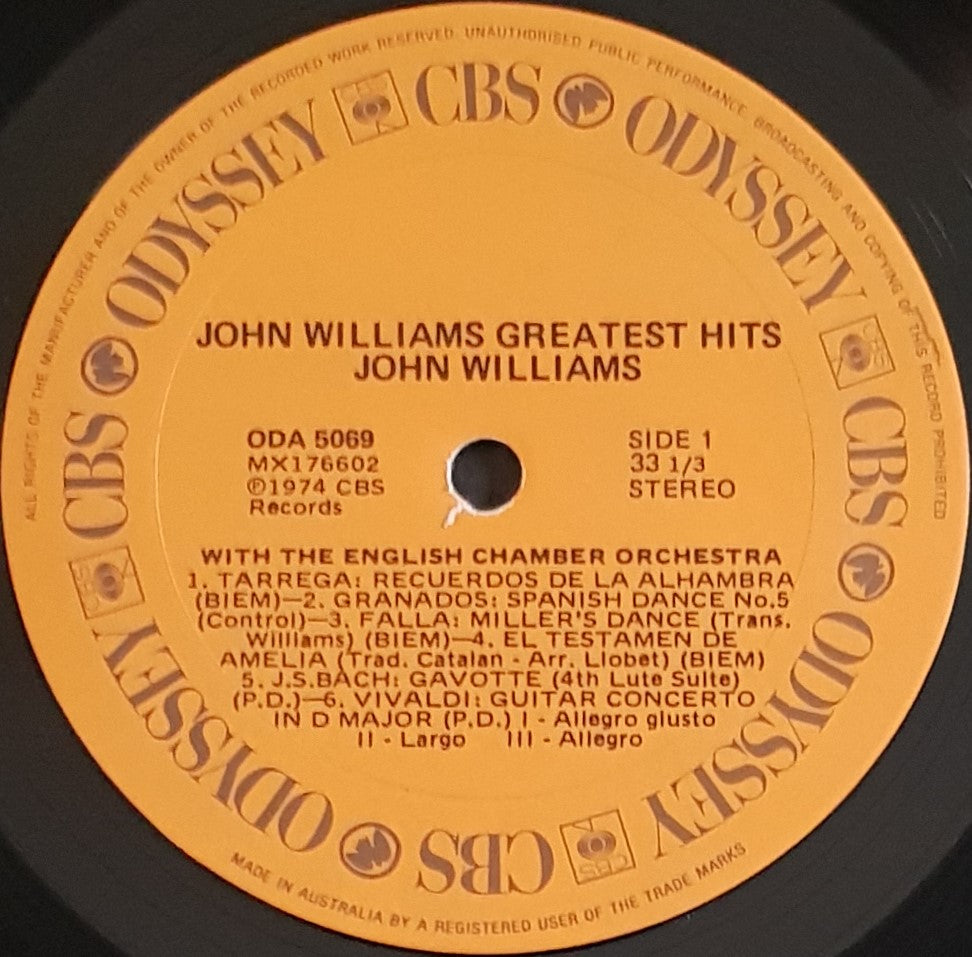 ALL RIGHTS OF THE MANUFACTURER AND OF THE OWNER OF THE RECORDED WORK RESERVED. UNAUTHORISED PUBLIC PERFORMANCE, BROADCASTING AND COPYING OF THIS RECORD PROHIBITED
CBS ODYSSEY CBS ODYSSEY CBS ODYSSEY CBS ODYSSEY
JOHN WILLIAMS GREATEST HITS
JOHN WILLIAMS
ODA 5069
MX176602
℗1974 CBS
Records
SIDE 1
33 1/3
STEREO
WITH THE ENGLISH CHAMBER ORCHESTRA
1. TARREGA: RECUERDOS DE LA ALHAMBRA
(BIEM)—2. GRANADOS: SPANISH DANCE No.5
(Control)—3. FALLA: MILLER'S DANCE (Trans.
Williams) (BIEM)—4. EL TESTAMEN DE
AMELIA (Trad. Catalan - Arr. Llobet) (BIEM)
5. J.S.BACH: GAVOTTE (4th Lute Suite)
(P.D.)—6. VIVALDI: GUITAR CONCERTO
IN D MAJOR (P.D.) I - Allegro giusto
II - Largo III - Allegro
MADE IN AUSTRALIA BY A REGISTERED USER OF THE TRADE MARKS